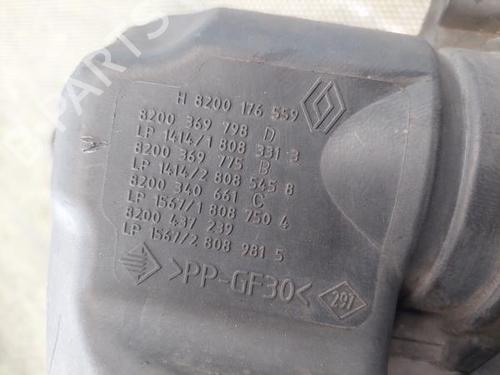 H 8200 176 559
8200 369 798 D
LP 1414/1 808 331 3
8200 369 775 B
LP 1414/2 808 545 8
8200 340 661 C
LP 1567/1 808 750 4
8200 437 239
LP 1567/2 808 981 5
>PP-GF30< 297
PARTS